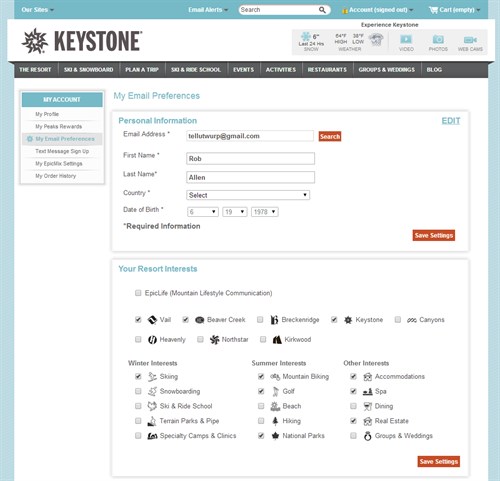 Our Sites Email Alerts Search Account (signed out) Cart (empty)
Experience Keystone
KEYSTONE
6"
Last 24 Hrs
SNOW
HIGH LOW
WEATHER
VIDEO PHOTOS WEB CAMS
THE RESORT SKI & SNOWBOARD PLAN A TRIP SKI & RIDE SCHOOL EVENTS ACTIVITIES RESTAURANTS GROUPS & WEDDINGS BLOG
MY ACCOUNT
My Profile
My Peaks Rewards
My Email Preferences
Text Message Sign Up
My EpicMix Settings
My Order History
My Email Preferences
Personal Information EDIT
Email Address * tellutwurp@gmail.com Search
First Name * Rob
Last Name* Allen
Country * Select
Date of Birth * 6 19 1978
*Required Information
Save Settings
Your Resort Interests
EpicLife (Mountain Lifestyle Communication)
Vail Beaver Creek Breckenridge Keystone Canyons
Heavenly Northstar Kirkwood
Winter Interests Summer Interests Other Interests
Skiing Mountain Biking Accommodations
Snowboarding Golf Spa
Ski & Ride School Beach Dining
Terrain Parks & Pipe Hiking Real Estate
Specialty Camps & Clinics National Parks Groups & Weddings
Save Settings